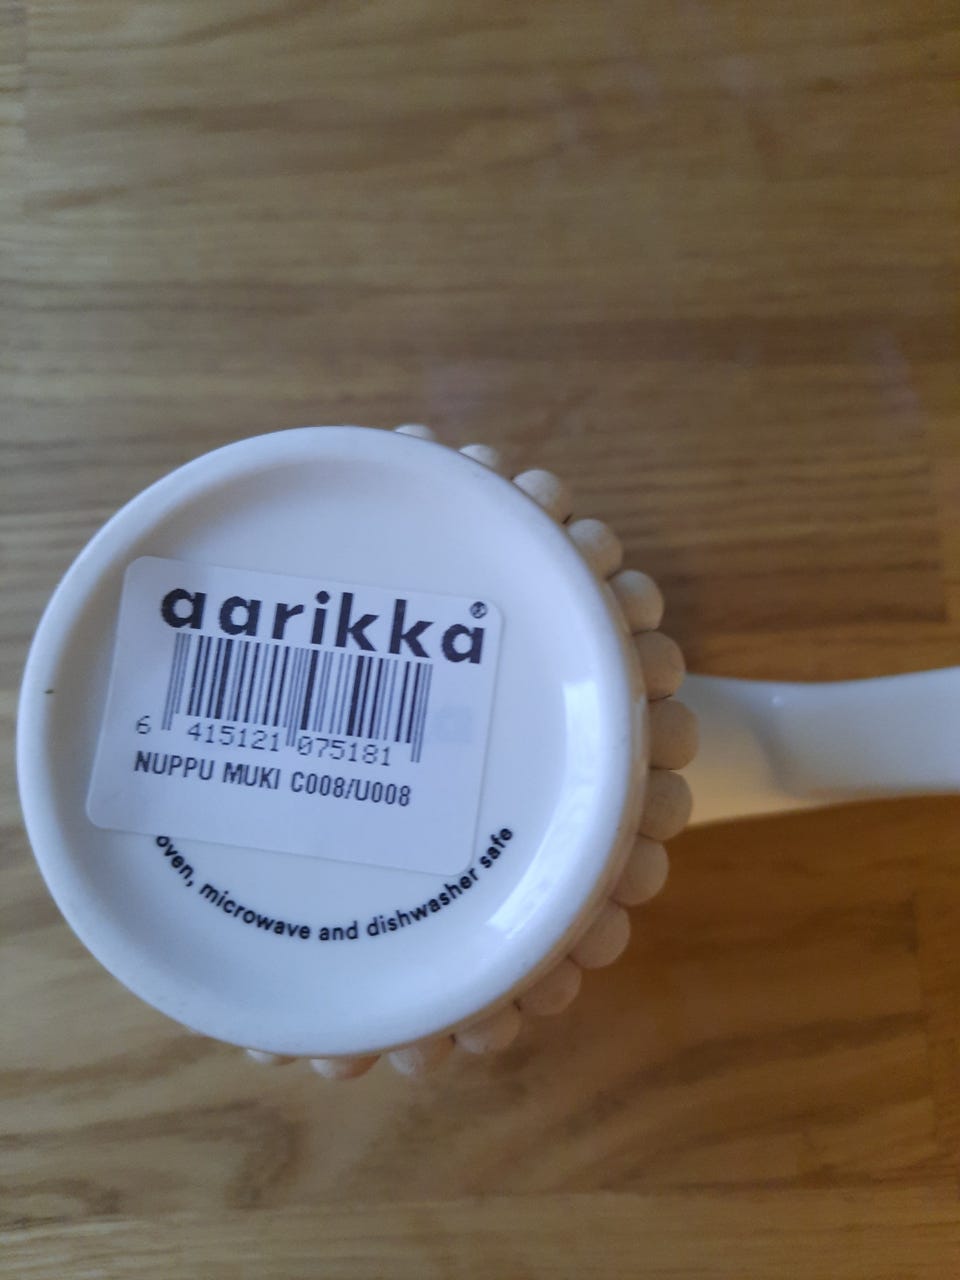 aarikka®
6 415121 075181
NUPPU MUKI C008/U008
oven, microwave and dishwasher safe